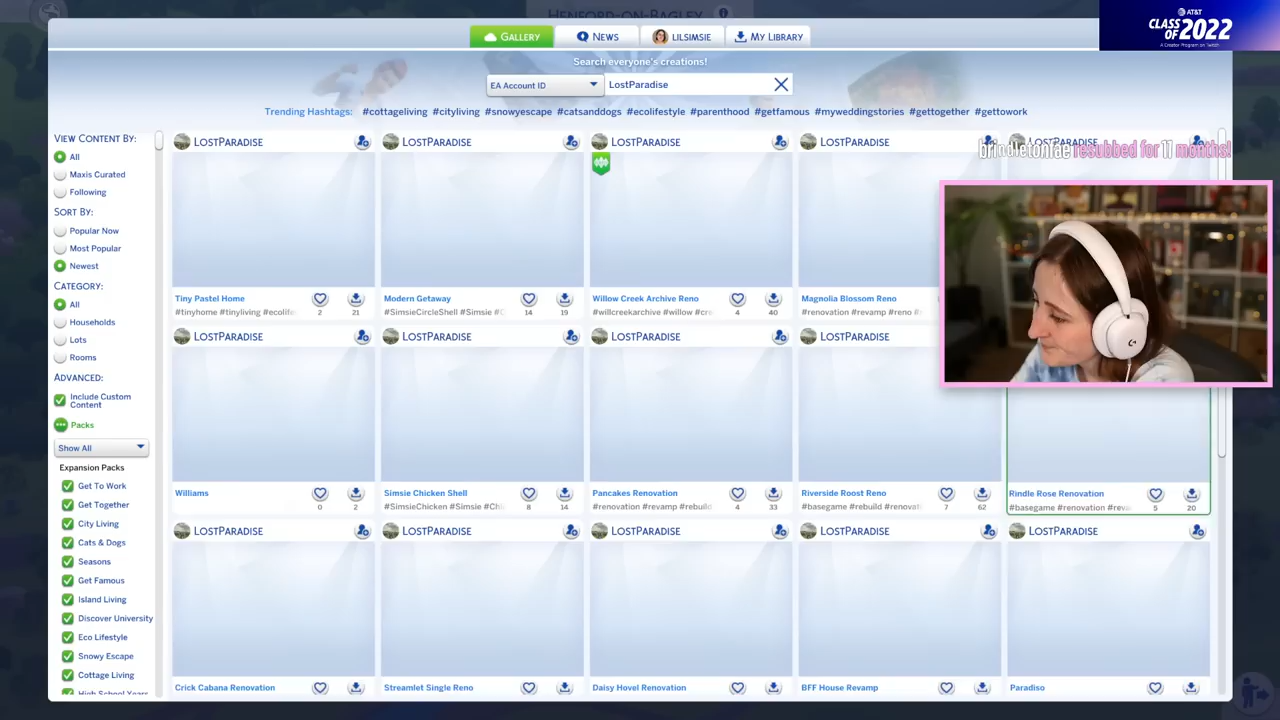 HENFORD-ON-BAGLEY
GALLERY
NEWS
LILSIMSIE
MY LIBRARY
AT&T
CLASS OF 2022
A Creator Program on Twitch
Search everyone's creations!
EA Account ID
LostParadise
Trending Hashtags: #cottageliving #cityliving #snowyescape #catsanddogs #ecolifestyle #parenthood #getfamous #myweddingstories #gettogether #gettowork
VIEW CONTENT BY:
All
Maxis Curated
Following
SORT BY:
Popular Now
Most Popular
Newest
CATEGORY:
All
Households
Lots
Rooms
ADVANCED:
Include Custom
Content
Packs
Show All
Expansion Packs
Get To Work
Get Together
City Living
Cats & Dogs
Seasons
Get Famous
Island Living
Discover University
Eco Lifestyle
Snowy Escape
Cottage Living
High School Years
LOSTPARADISE
LOSTPARADISE
LOSTPARADISE
LOSTPARADISE
LOSTPARADISE
brindletonfae resubbed for 11 months!
Tiny Pastel Home
#tinyhome #tinyliving #ecolife
2
21
Modern Getaway
#SimsieCircleShell #Simsie #C
14
19
Willow Creek Archive Reno
#willcreekarchive #willow #cre
4
40
Magnolia Blossom Reno
#renovation #revamp #reno #
LOSTPARADISE
LOSTPARADISE
LOSTPARADISE
LOSTPARADISE
Williams
0
2
Simsie Chicken Shell
#SimsieChicken #Simsie #Chi
8
14
Pancakes Renovation
#renovation #revamp #rebuild
4
33
Riverside Roost Reno
#basegame #rebuild #renovati
7
62
Rindle Rose Renovation
#basegame #renovation #reva
5
20
LOSTPARADISE
LOSTPARADISE
LOSTPARADISE
LOSTPARADISE
LOSTPARADISE
Crick Cabana Renovation
Streamlet Single Reno
Daisy Hovel Renovation
BFF House Revamp
Paradiso